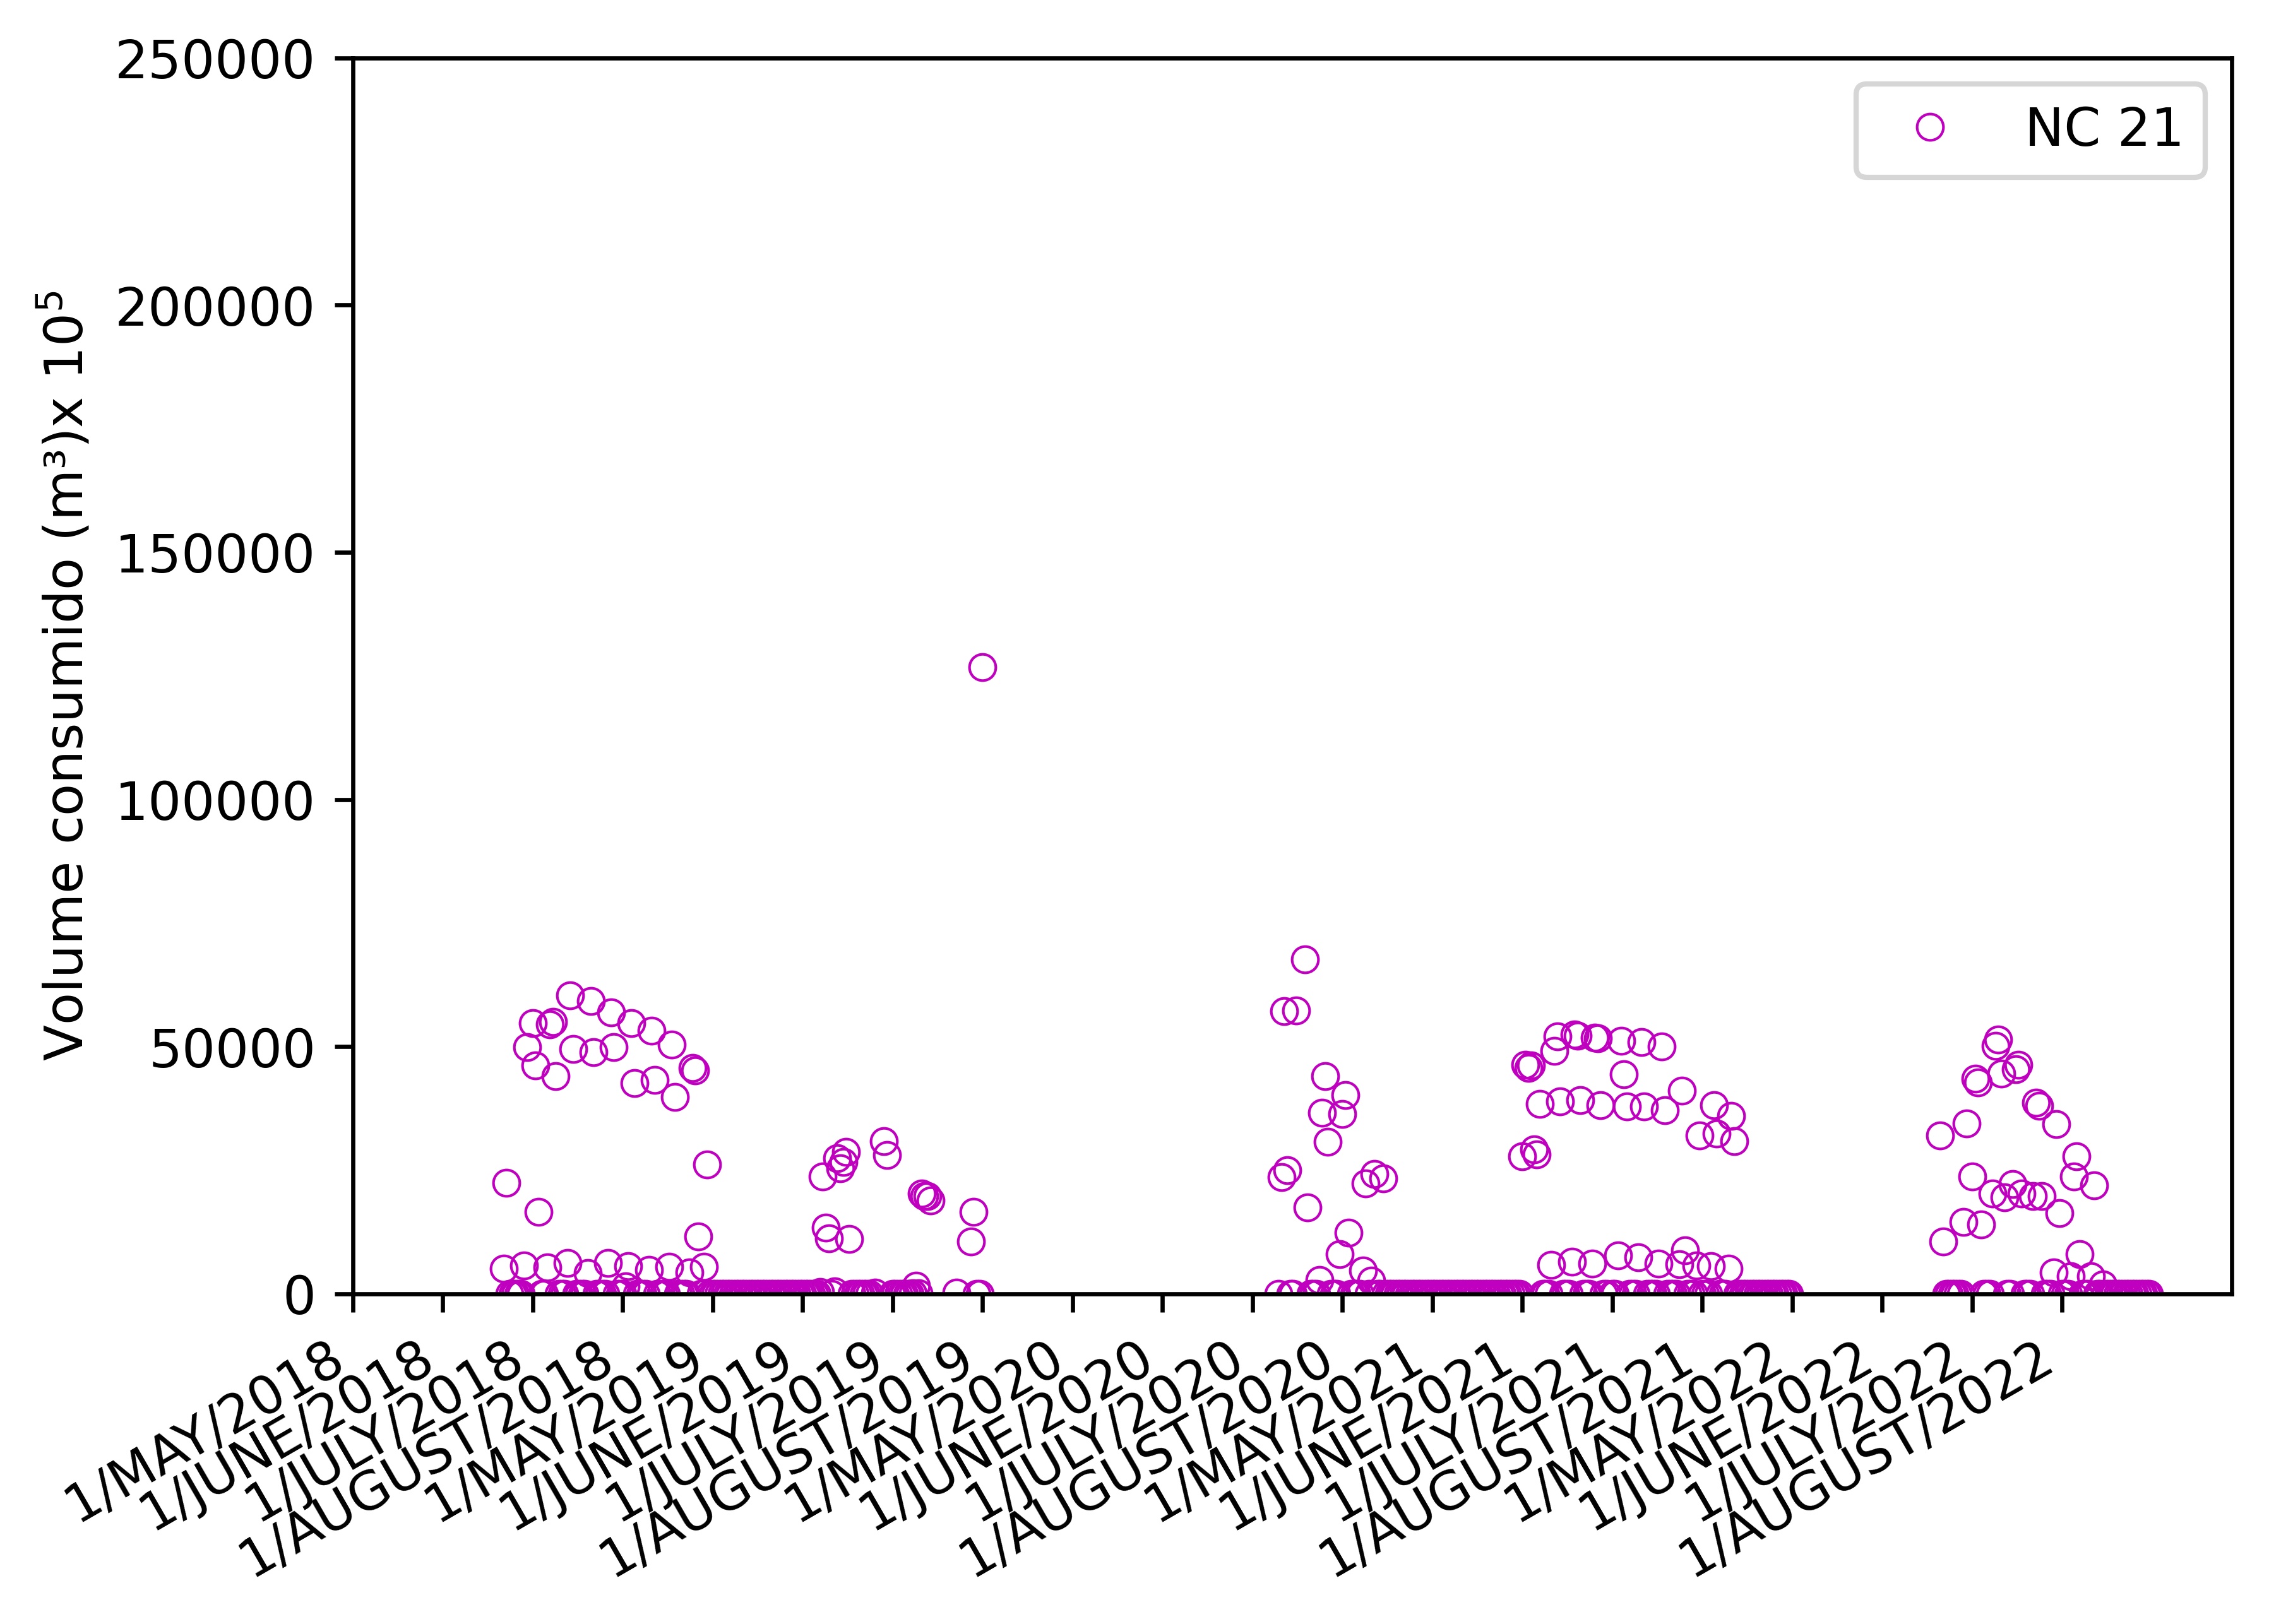 250000
200000
150000
100000
50000
0
Volume consumido (m³)x 10⁵
NC 21
1/MAY/2018
1/JUNE/2018
1/JULY/2018
1/AUGUST/2018
1/MAY/2019
1/JUNE/2019
1/JULY/2019
1/AUGUST/2019
1/MAY/2020
1/JUNE/2020
1/JULY/2020
1/AUGUST/2020
1/MAY/2021
1/JUNE/2021
1/JULY/2021
1/AUGUST/2021
1/MAY/2022
1/JUNE/2022
1/JULY/2022
1/AUGUST/2022